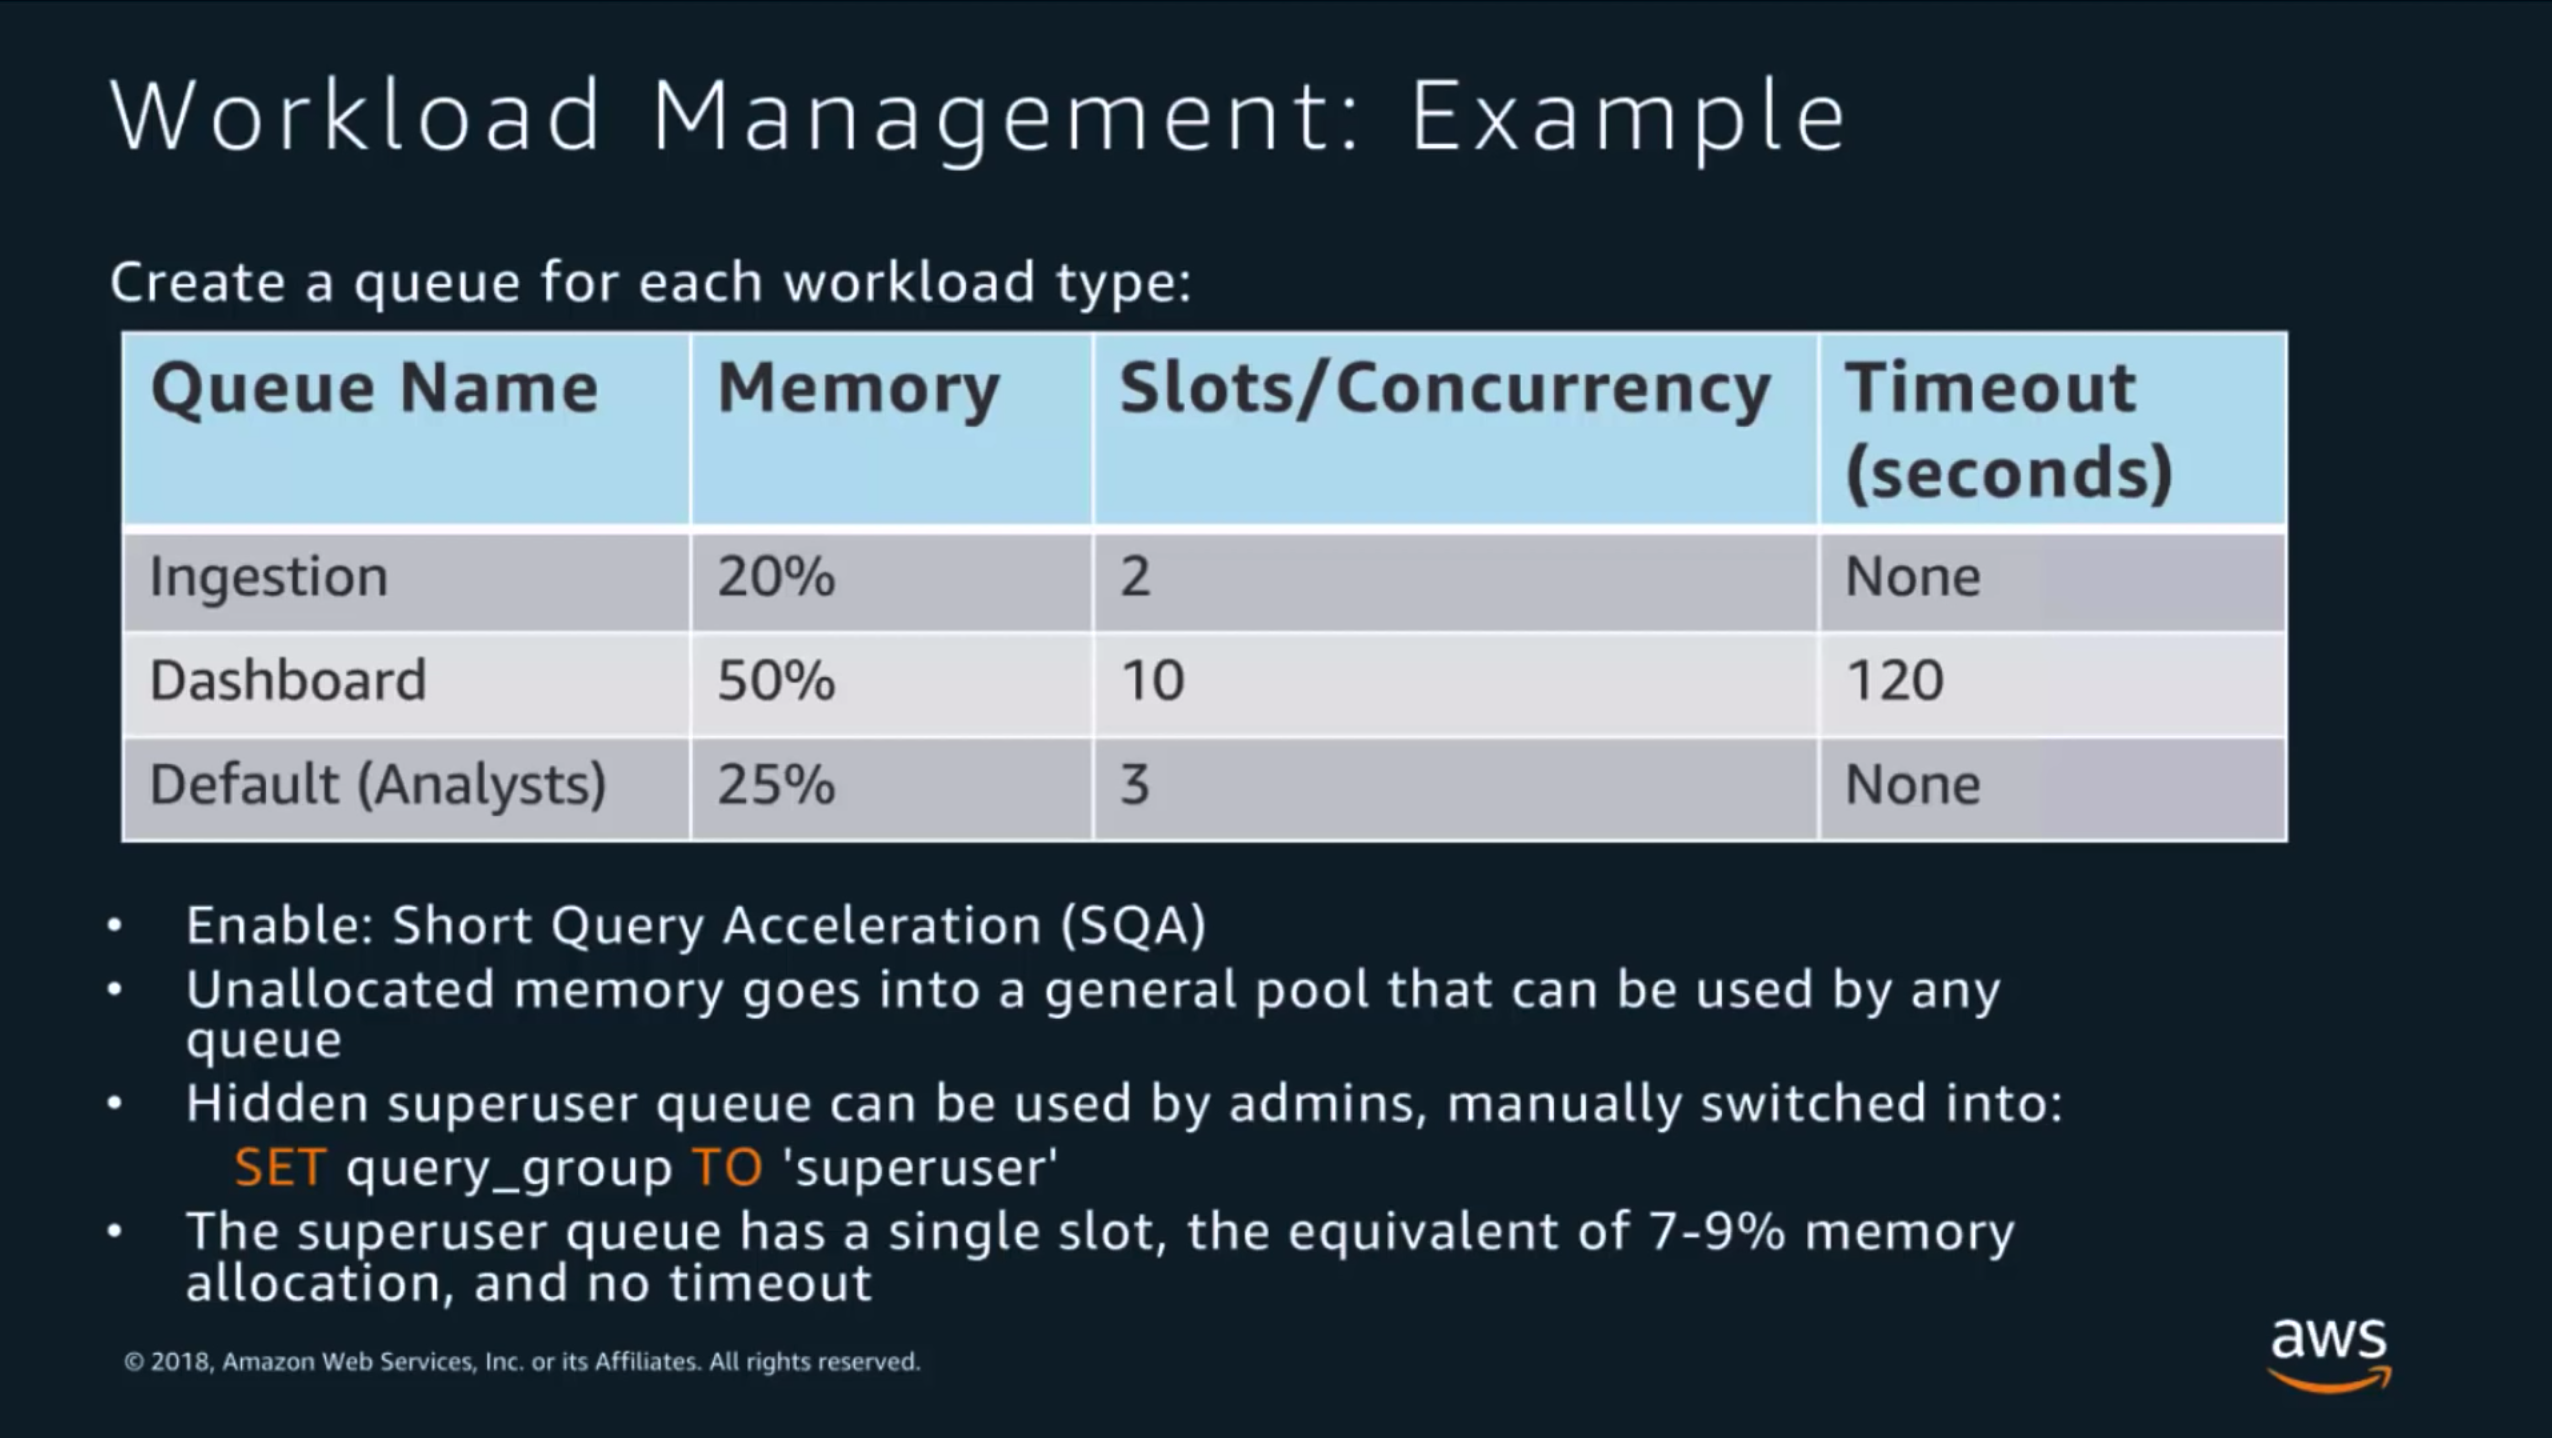 Workload Management: Example
Create a queue for each workload type:
Queue Name Memory Slots/Concurrency Timeout
(seconds)
Ingestion 20% 2 None
Dashboard 50% 10 120
Default (Analysts) 25% 3 None
• Enable: Short Query Acceleration (SQA)
• Unallocated memory goes into a general pool that can be used by any
queue
• Hidden superuser queue can be used by admins, manually switched into:
SET query_group TO 'superuser'
• The superuser queue has a single slot, the equivalent of 7-9% memory
allocation, and no timeout
© 2018, Amazon Web Services, Inc. or its Affiliates. All rights reserved.
aws